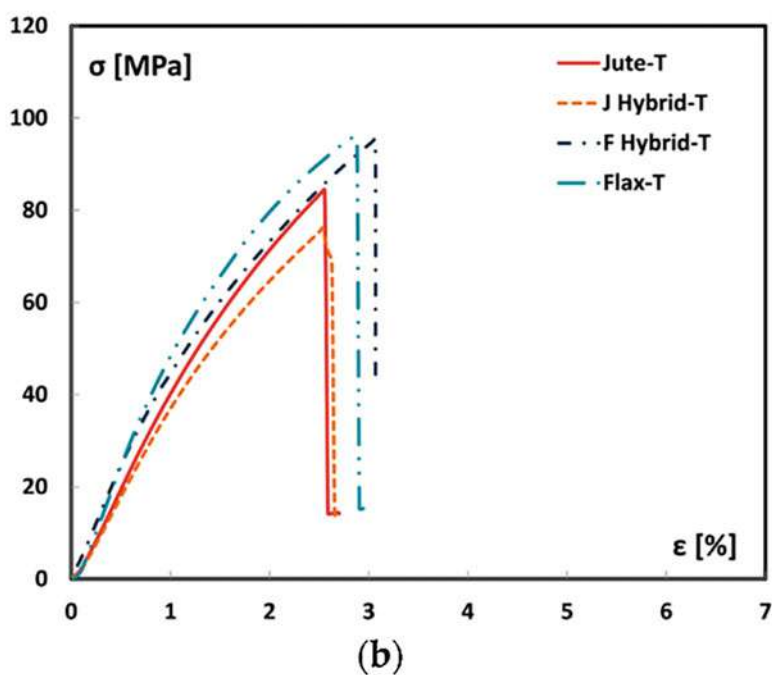 120
σ [MPa]
Jute-T
100
J Hybrid-T
F Hybrid-T
80
Flax-T
60
40
20
ε [%]
0
0 1 2 3 4 5 6 7
(b)